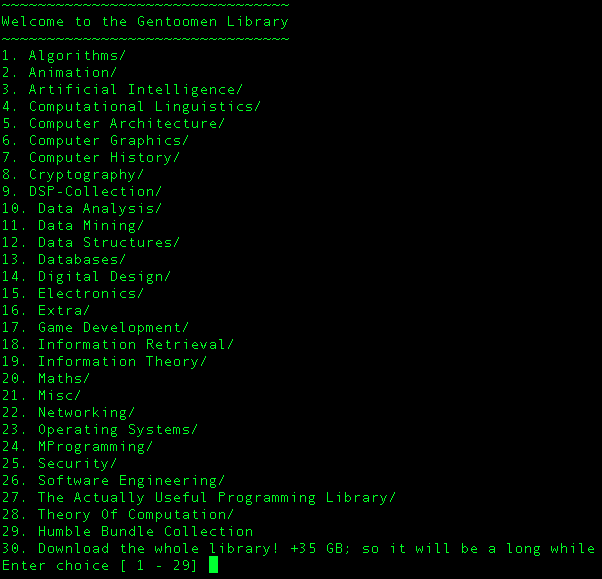 ~~~~~~~~~~~~~~~~~~~~~~~~~~~~~~~~
Welcome to the Gentoomen Library
~~~~~~~~~~~~~~~~~~~~~~~~~~~~~~~~
1. Algorithms/
2. Animation/
3. Artificial Intelligence/
4. Computational Linguistics/
5. Computer Architecture/
6. Computer Graphics/
7. Computer History/
8. Cryptography/
9. DSP-Collection/
10. Data Analysis/
11. Data Mining/
12. Data Structures/
13. Databases/
14. Digital Design/
15. Electronics/
16. Extra/
17. Game Development/
18. Information Retrieval/
19. Information Theory/
20. Maths/
21. Misc/
22. Networking/
23. Operating Systems/
24. MProgramming/
25. Security/
26. Software Engineering/
27. The Actually Useful Programming Library/
28. Theory Of Computation/
29. Humble Bundle Collection
30. Download the whole library! +35 GB; so it will be a long while
Enter choice [ 1 - 29]